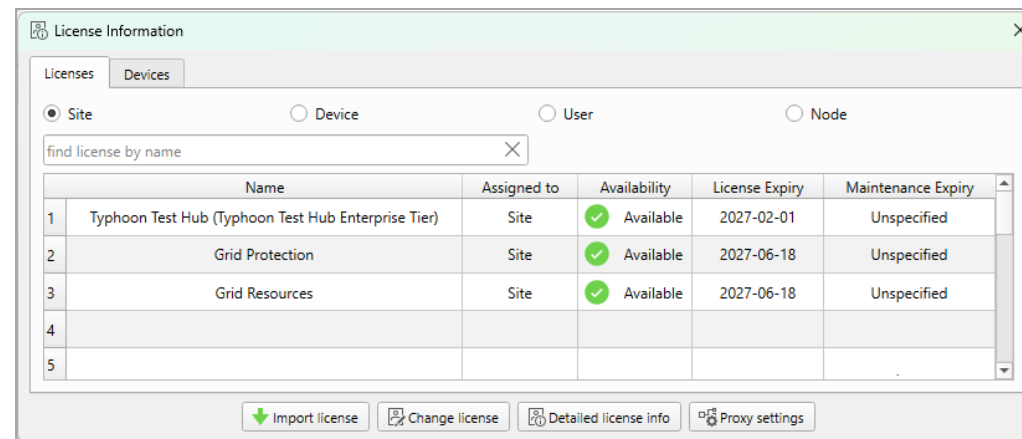 License Information
Licenses Devices
Site Device User Node
find license by name
Name Assigned to Availability License Expiry Maintenance Expiry
1 Typhoon Test Hub (Typhoon Test Hub Enterprise Tier) Site Available 2027-02-01 Unspecified
2 Grid Protection Site Available 2027-06-18 Unspecified
3 Grid Resources Site Available 2027-06-18 Unspecified
4
5
Import license Change license Detailed license info Proxy settings